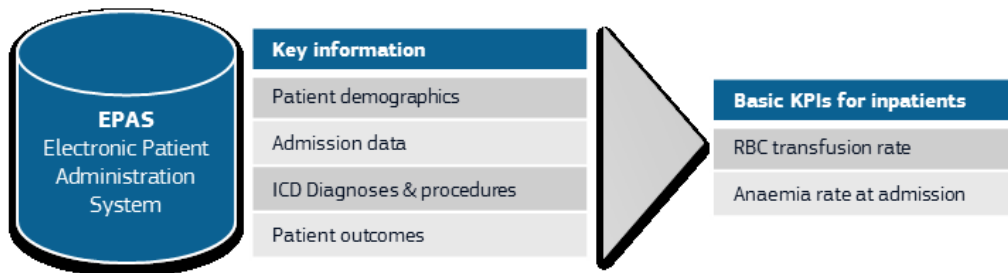 EPAS
Electronic Patient
Administration
System
Key information
Patient demographics
Admission data
ICD Diagnoses & procedures
Patient outcomes
Basic KPIs for inpatients
RBC transfusion rate
Anaemia rate at admission